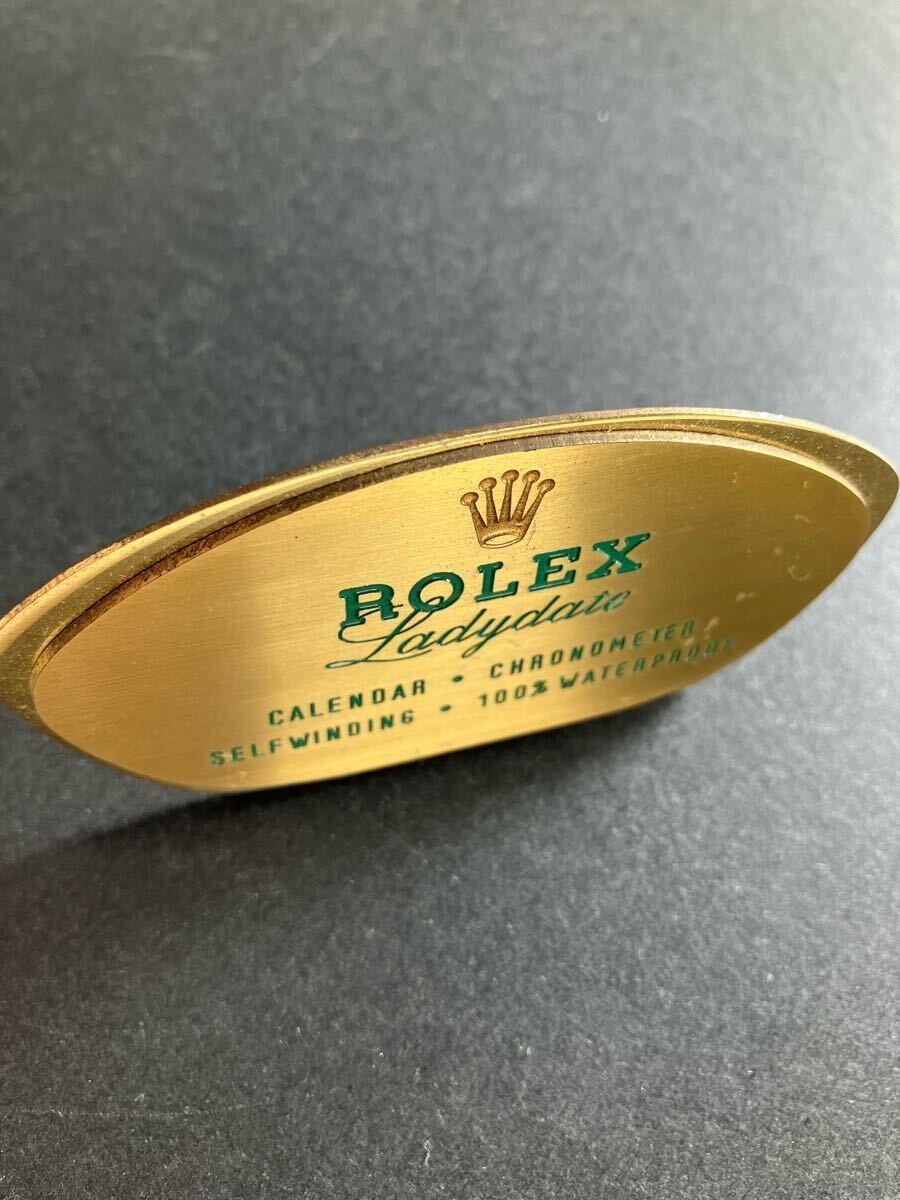 ROLEX
Ladydate
CALENDAR • CHRONOMETER
SELFWINDING • 100% WATERPROOF